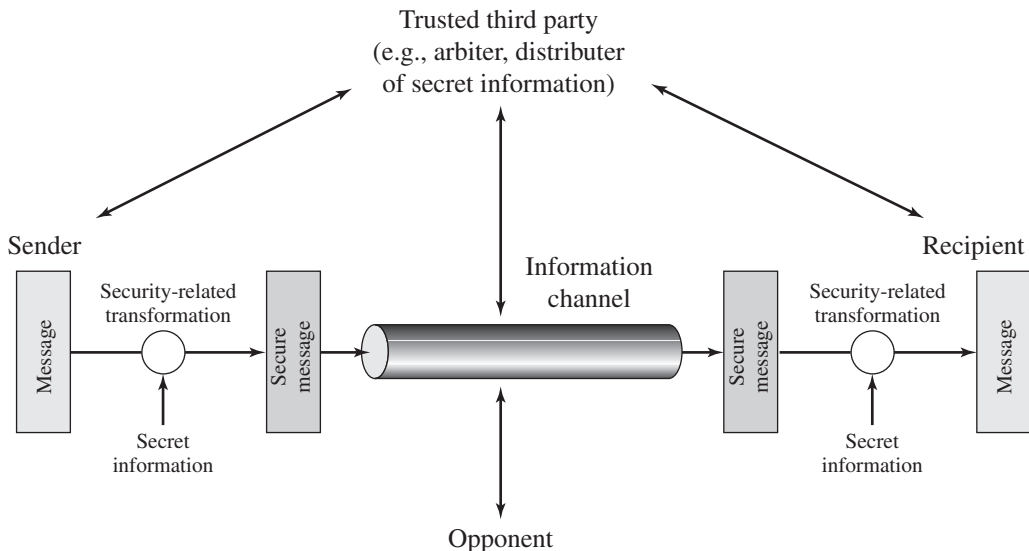 Trusted third party
(e.g., arbiter, distributer
of secret information)
Sender
Recipient
Information
channel
Security-related
transformation
Security-related
transformation
Message
Secure
message
Secure
message
Message
Secret
information
Secret
information
Opponent